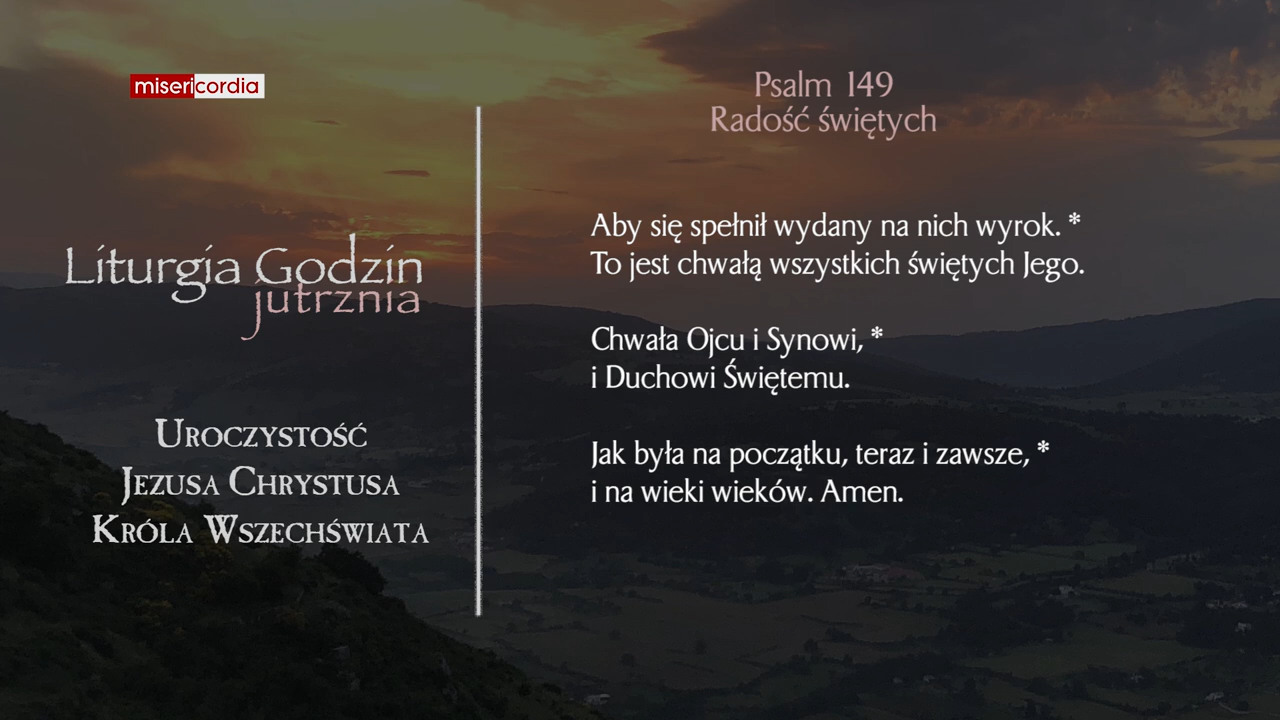 misericordia
Liturgia Godzin
jutrznia
Uroczystość
Jezusa Chrystusa
Króla Wszechświata
Psalm 149
Radość świętych
Aby się spełnił wydany na nich wyrok. *
To jest chwałą wszystkich świętych Jego.
Chwała Ojcu i Synowi, *
i Duchowi Świętemu.
Jak była na początku, teraz i zawsze, *
i na wieki wieków. Amen.